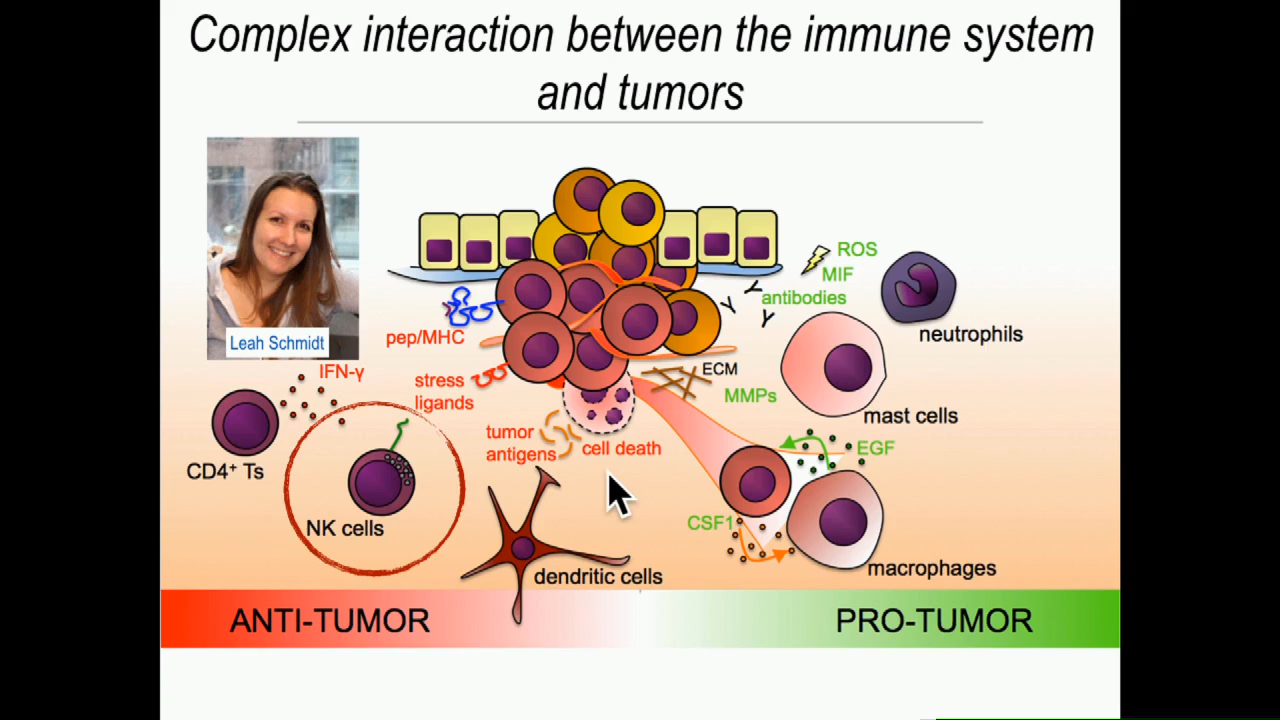 Complex interaction between the immune system
and tumors
Leah Schmidt
ROS
MIF
antibodies
neutrophils
pep/MHC
stress
ligands
IFN-γ
ECM
MMPs
mast cells
tumor
antigens
cell death
EGF
CD4⁺ Ts
NK cells
CSF1
dendritic cells
macrophages
ANTI-TUMOR
PRO-TUMOR